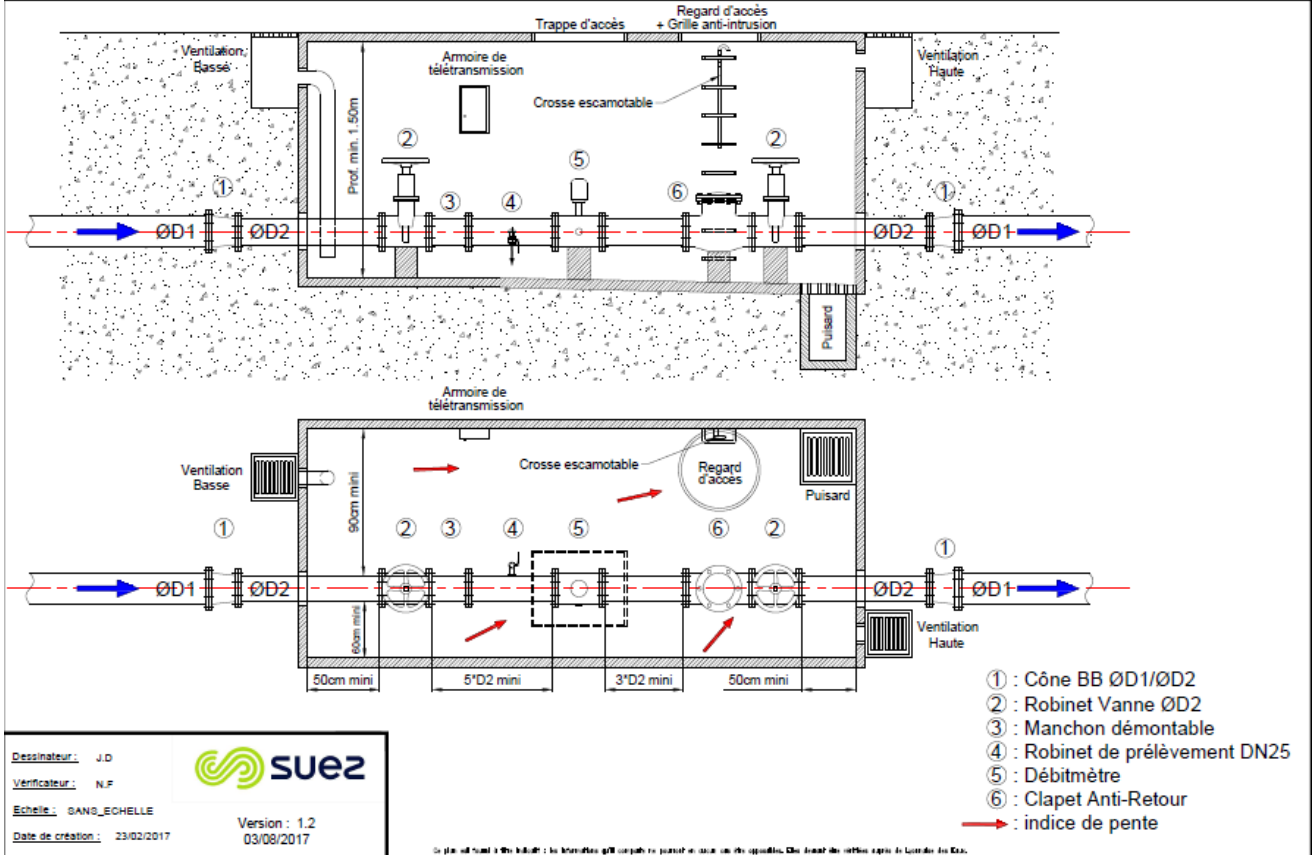 Trappe d'accès
Regard d'accès
+ Grille anti-intrusion
Ventilation
Basse
Armoire de
télétransmission
Ventilation
Haute
Crosse escamotable
Prof. min. 1.50m
2
5
2
1
3
4
6
1
ØD1
ØD2
ØD2
ØD1
Puisard
Armoire de
télétransmission
Ventilation
Basse
Crosse escamotable
Regard
d'accès
Puisard
90cm mini
1
2
3
4
5
6
2
1
ØD1
ØD2
ØD2
ØD1
60cm mini
Ventilation
Haute
50cm mini
5*D2 mini
3*D2 mini
50cm mini
1 : Cône BB ØD1/ØD2
2 : Robinet Vanne ØD2
3 : Manchon démontable
4 : Robinet de prélèvement DN25
5 : Débitmètre
6 : Clapet Anti-Retour
: indice de pente
Dessinateur : J.D
Vérificateur : N.F
Echelle : SANS_ECHELLE
Date de création : 23/02/2017
suez
Version : 1.2
03/08/2017